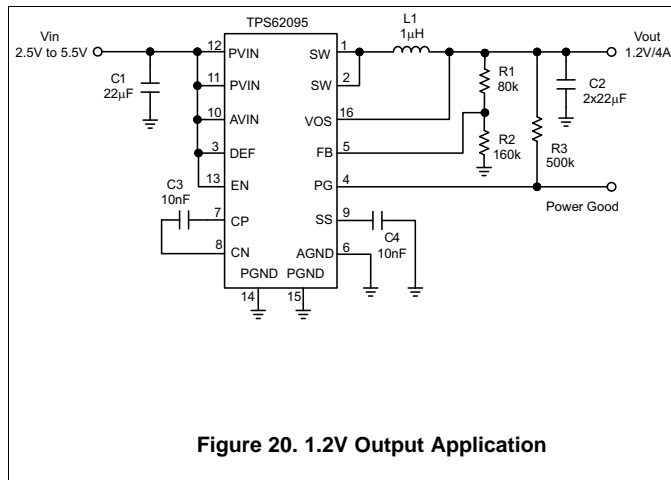 TPS62095
Vin
2.5V to 5.5V
C1
22μF
12 PVIN
11 PVIN
10 AVIN
3 DEF
13 EN
C3
10nF
7 CP
8 CN
PGND PGND
14 15
SW 1
SW 2
VOS 16
FB 5
PG 4
SS 9
AGND 6
L1
1μH
R1
80k
R2
160k
C2
2x22μF
R3
500k
C4
10nF
Vout
1.2V/4A
Power Good
Figure 20. 1.2V Output Application